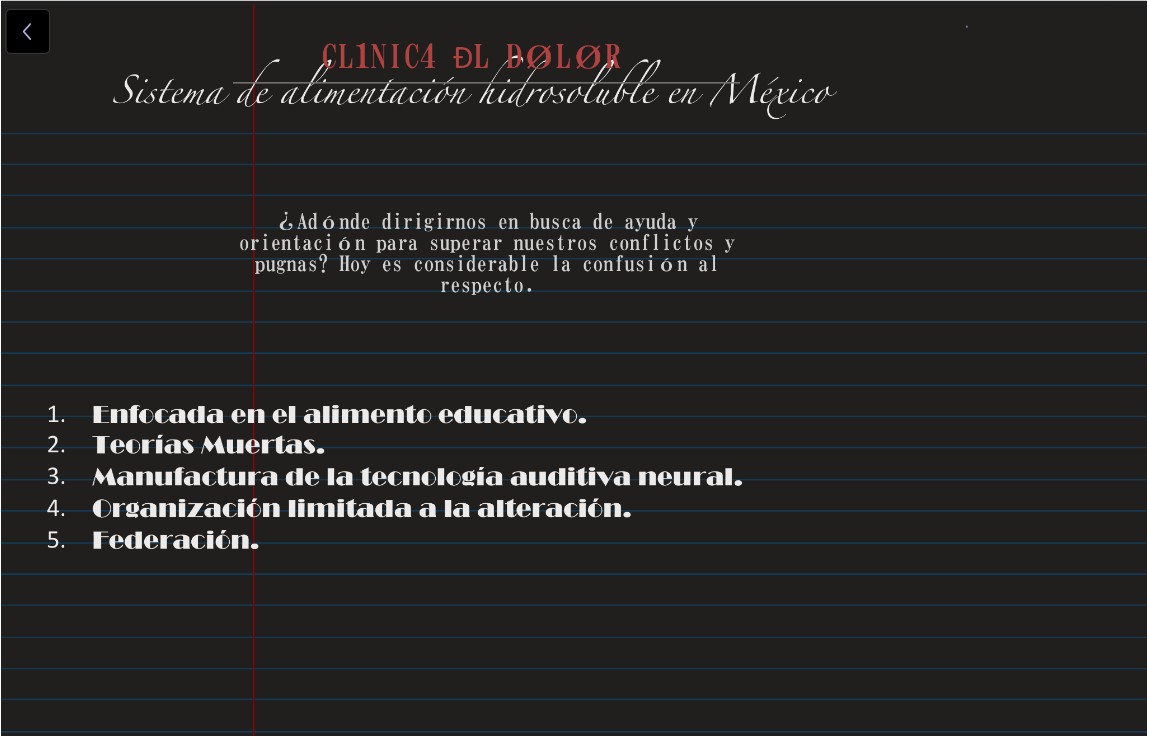 CL1NIC4 ĐL DØLØR
Sistema de alimentación hidrosoluble en México
¿Adónde dirigirnos en busca de ayuda y
orientación para superar nuestros conflictos y
pugnas? Hoy es considerable la confusión al
respecto.
1. Enfocada en el alimento educativo.
2. Teorías Muertas.
3. Manufactura de la tecnología auditiva neural.
4. Organización limitada a la alteración.
5. Federación.